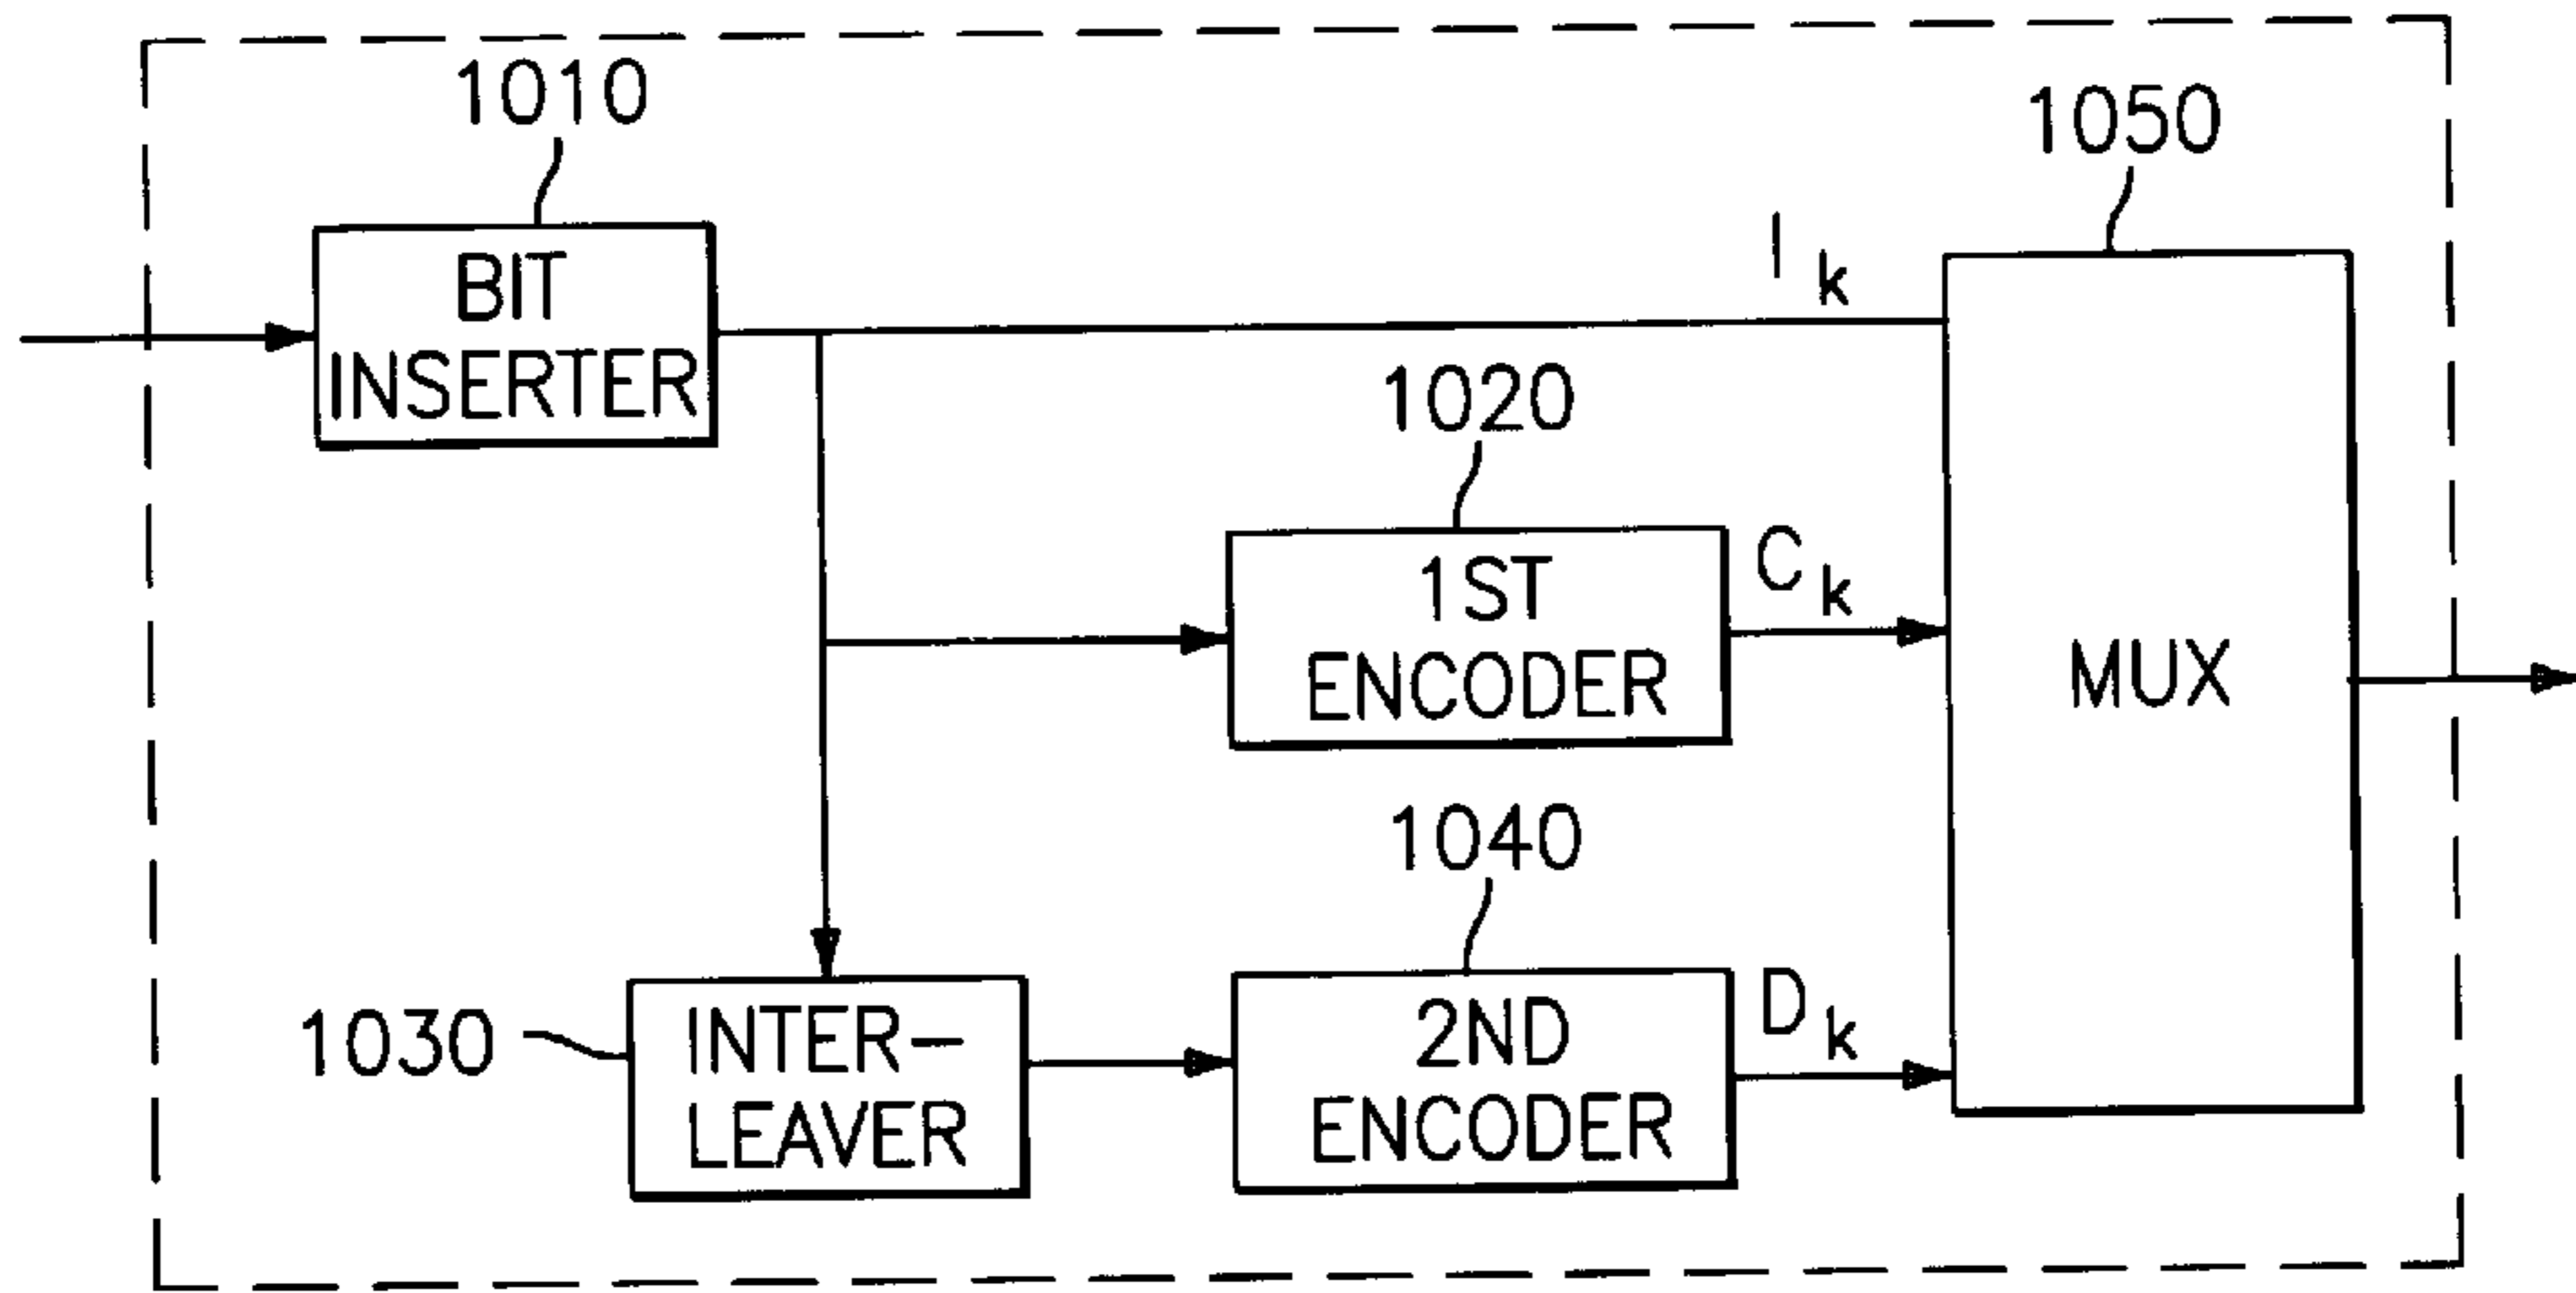 1010
1050
BIT
INSERTER
I k
1020
1ST
ENCODER
C k
MUX
1040
1030
INTER-
LEAVER
2ND
ENCODER
D k